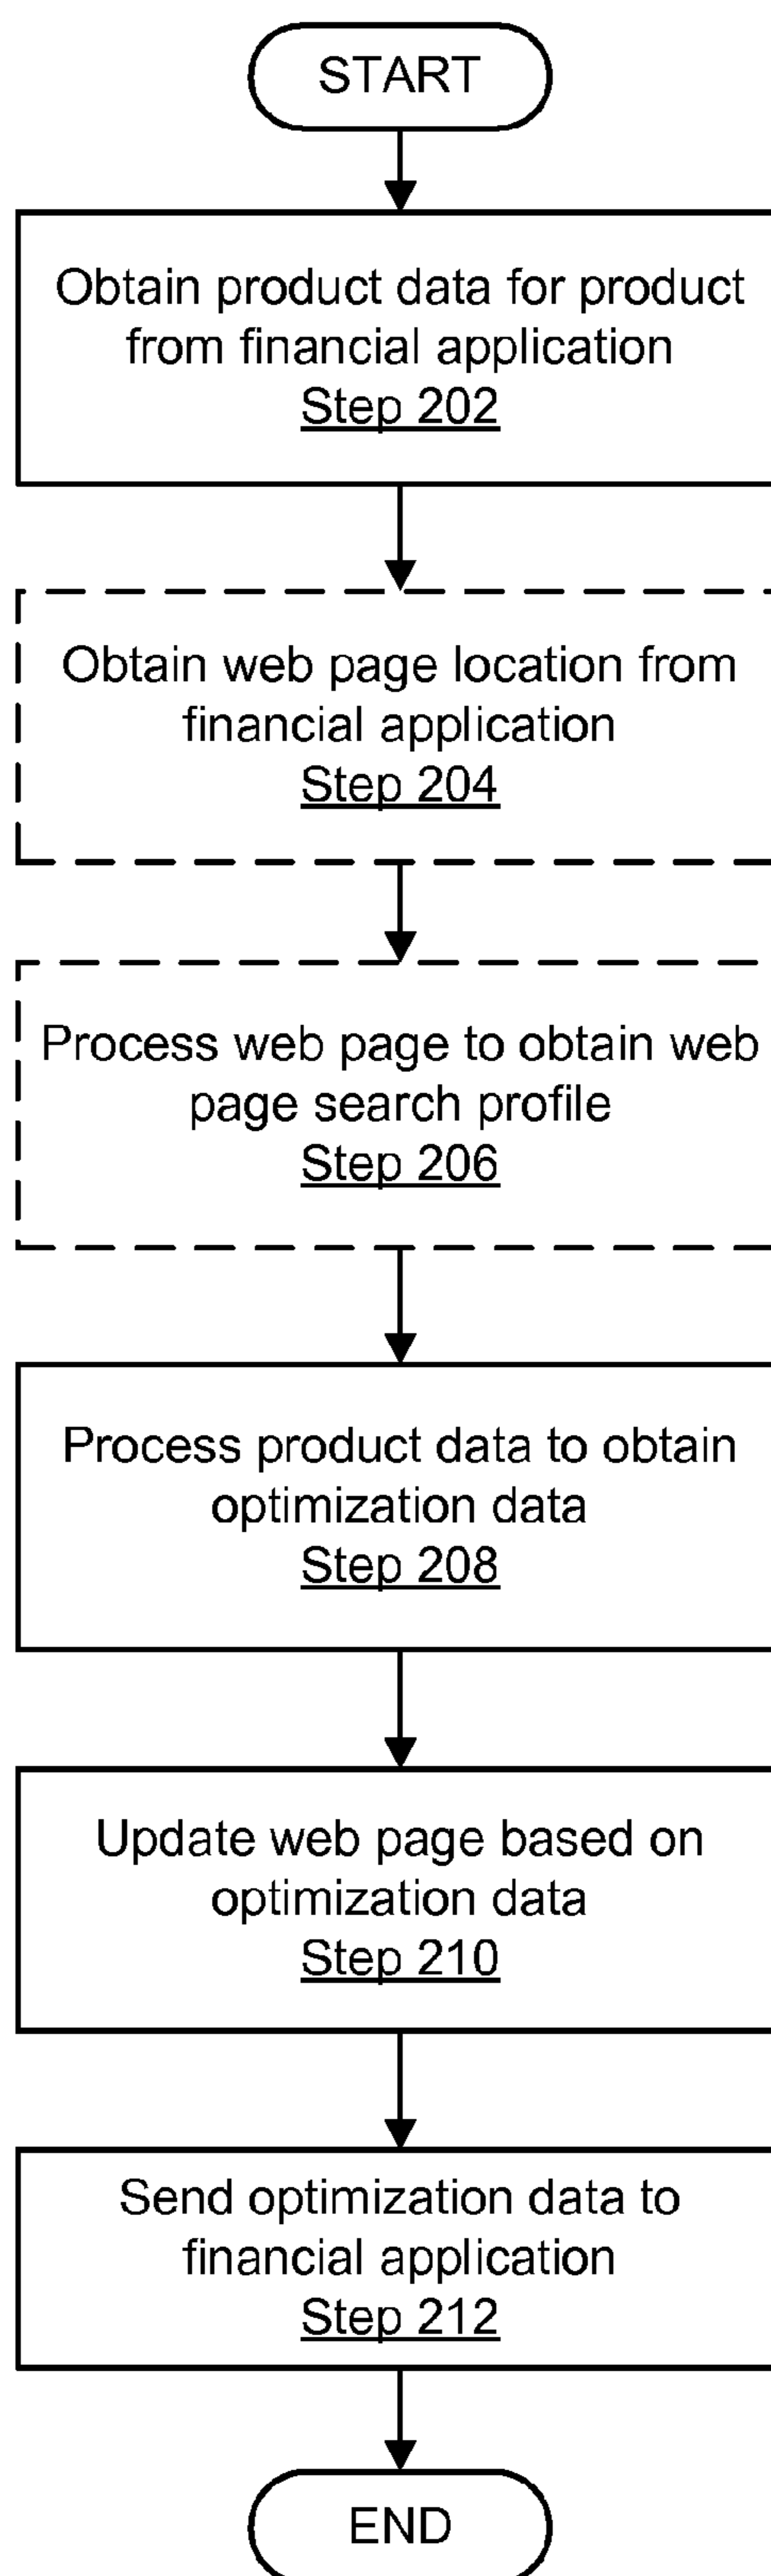 START
Obtain product data for product
from financial application
Step 202
Obtain web page location from
financial application
Step 204
Process web page to obtain web
page search profile
Step 206
Process product data to obtain
optimization data
Step 208
Update web page based on
optimization data
Step 210
Send optimization data to
financial application
Step 212
END